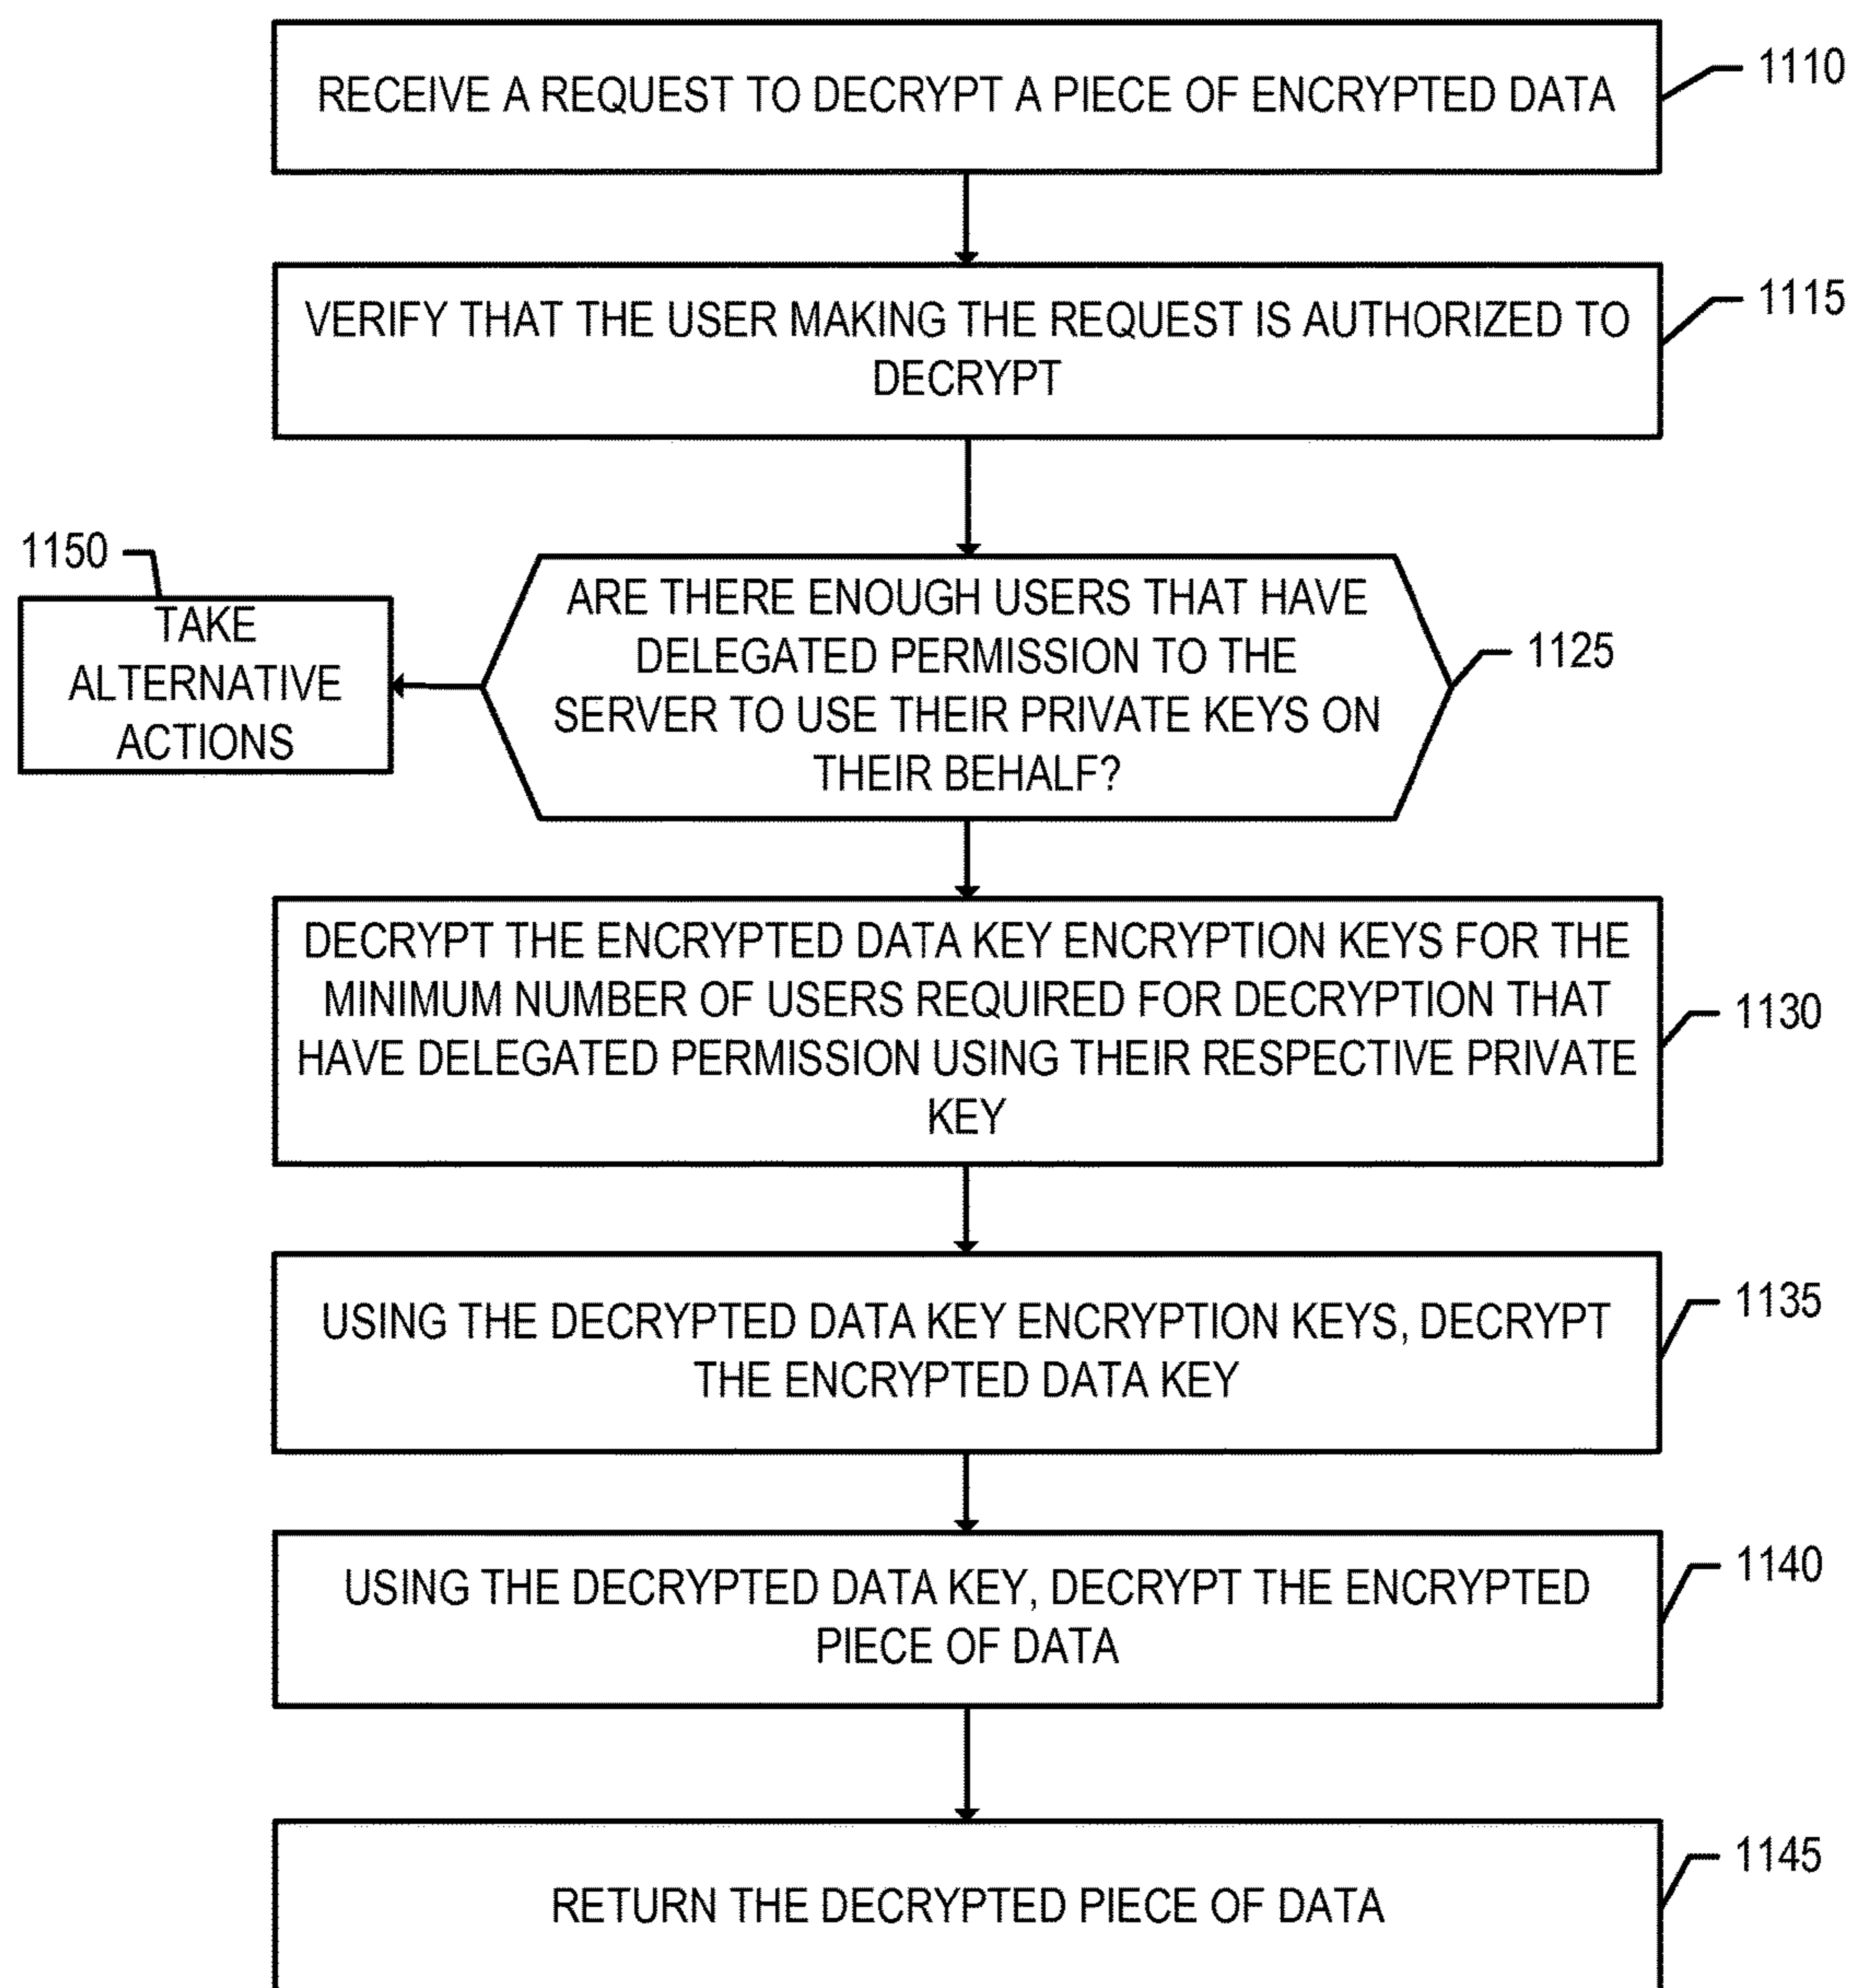 RECEIVE A REQUEST TO DECRYPT A PIECE OF ENCRYPTED DATA
1110
VERIFY THAT THE USER MAKING THE REQUEST IS AUTHORIZED TO
DECRYPT
1115
1150
TAKE
ALTERNATIVE
ACTIONS
ARE THERE ENOUGH USERS THAT HAVE
DELEGATED PERMISSION TO THE
SERVER TO USE THEIR PRIVATE KEYS ON
THEIR BEHALF?
1125
DECRYPT THE ENCRYPTED DATA KEY ENCRYPTION KEYS FOR THE
MINIMUM NUMBER OF USERS REQUIRED FOR DECRYPTION THAT
HAVE DELEGATED PERMISSION USING THEIR RESPECTIVE PRIVATE
KEY
1130
USING THE DECRYPTED DATA KEY ENCRYPTION KEYS, DECRYPT
THE ENCRYPTED DATA KEY
1135
USING THE DECRYPTED DATA KEY, DECRYPT THE ENCRYPTED
PIECE OF DATA
1140
RETURN THE DECRYPTED PIECE OF DATA
1145